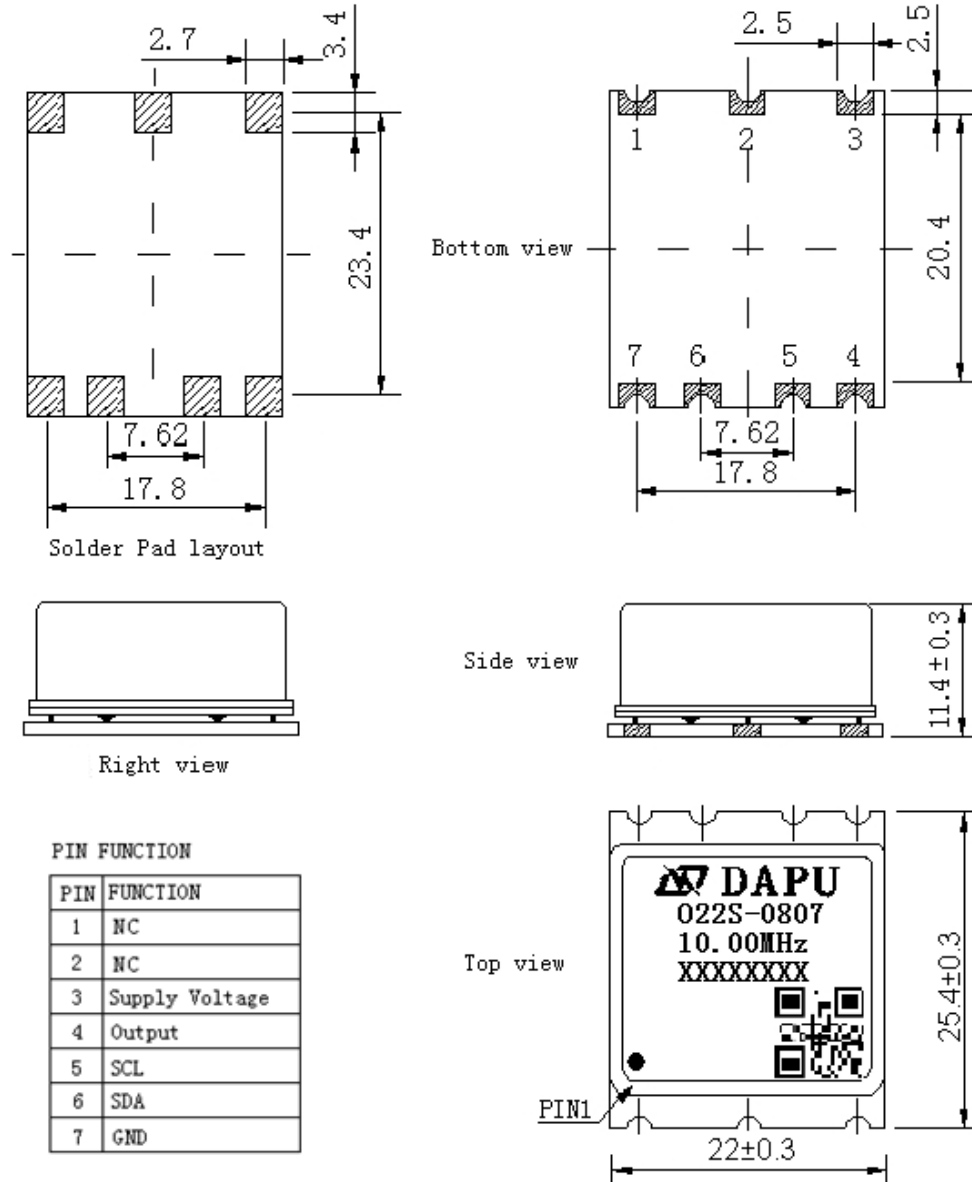 2.7
3.4
23.4
7.62
17.8
Solder Pad layout
2.5
2.5
1 2 3
Bottom view
20.4
7 6 5 4
7.62
17.8
Right view
Side view
11.4±0.3
PIN FUNCTION
PIN FUNCTION
1 NC
2 NC
3 Supply Voltage
4 Output
5 SCL
6 SDA
7 GND
Top view
DAPU
O22S-0807
10.00MHz
XXXXXXXX
PIN1
25.4±0.3
22±0.3